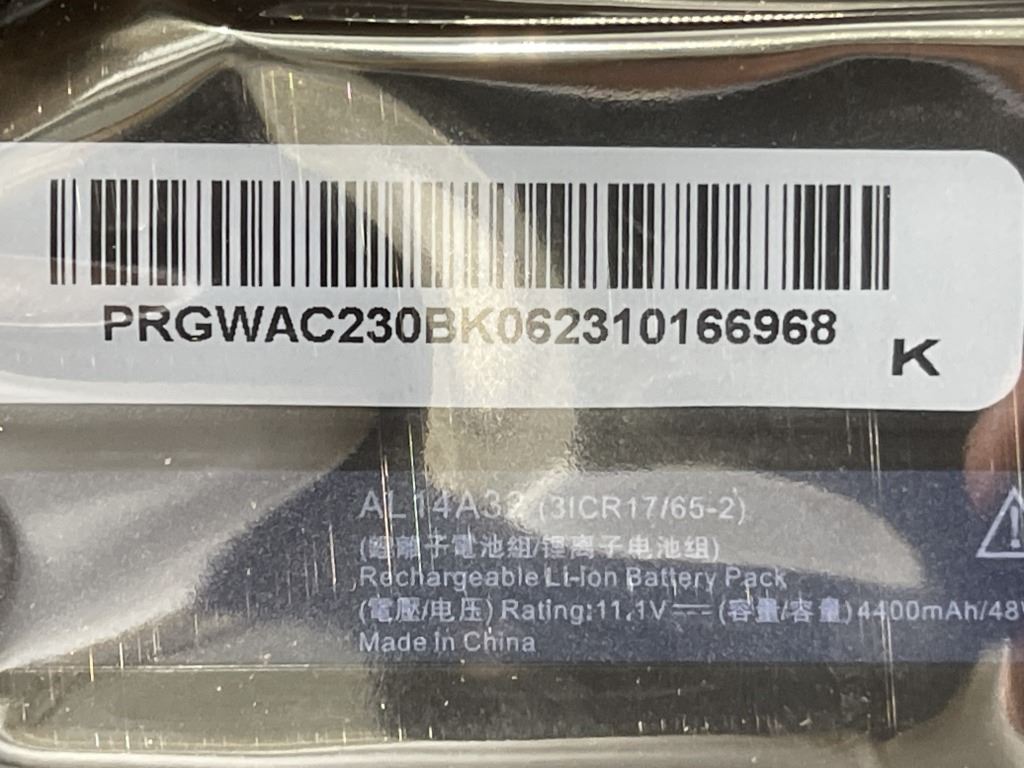 PRGWAC230BK062310166968
K
AL14A32 (3ICR17/65-2)
(鋰離子電池組/锂离子电池组)
Rechargeable Li-ion Battery Pack
(電壓/电压) Rating:11.1V⎓ (容量/容量) 4400mAh/48W
Made in China